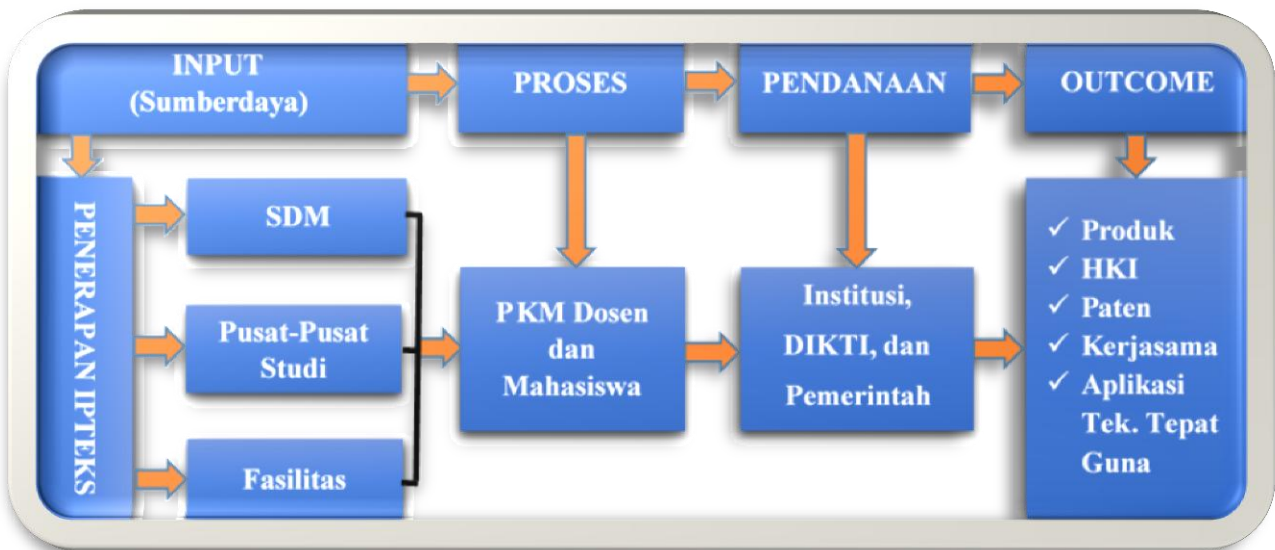 INPUT
(Sumberdaya)
PROSES
PENDANAAN
OUTCOME
PENERAPAN IPTEKS
SDM
Pusat-Pusat
Studi
Fasilitas
PKM Dosen
dan
Mahasiswa
Institusi,
DIKTI, dan
Pemerintah
✓ Produk
✓ HKI
✓ Paten
✓ Kerjasama
✓ Aplikasi
Tek. Tepat
Guna